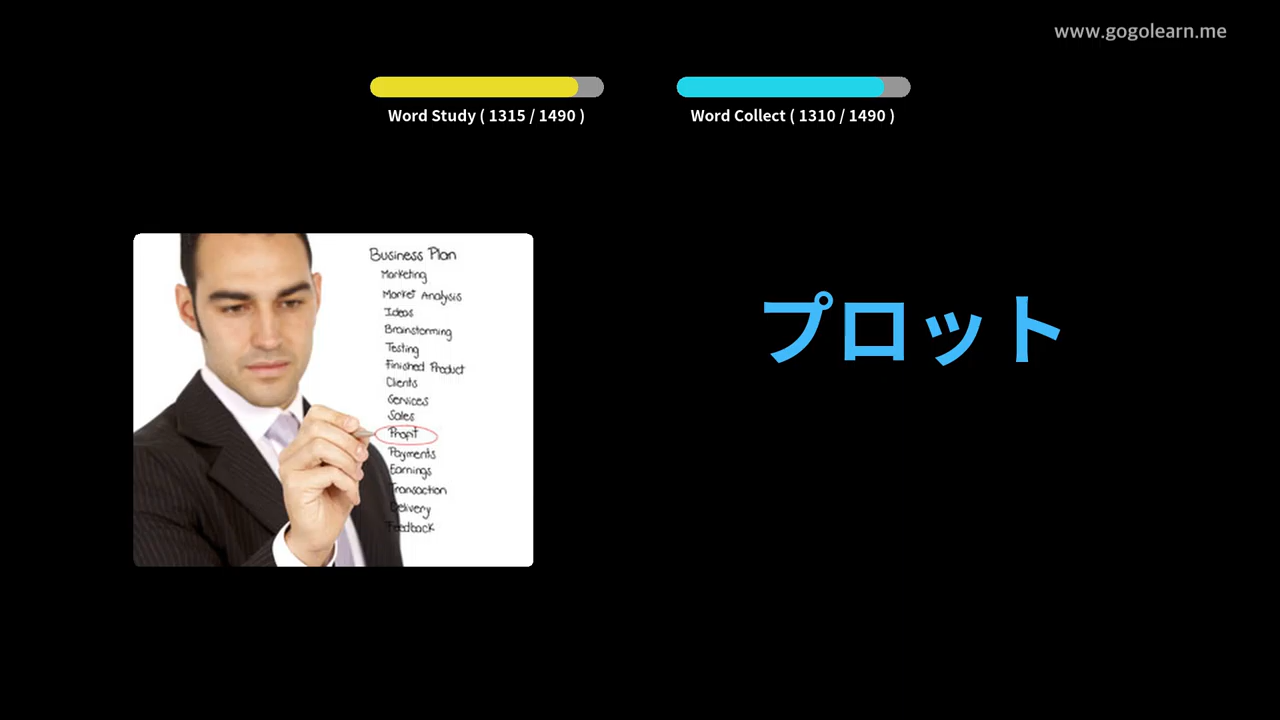 www.gogolearn.me
Word Study ( 1315 / 1490 )
Word Collect ( 1310 / 1490 )
Business Plan
Marketing
Market Analysis
Ideas
Brainstorming
Testing
Finished Product
Clients
Services
Sales
Profit
Payments
Earnings
Transaction
Delivery
Feedback
プロット